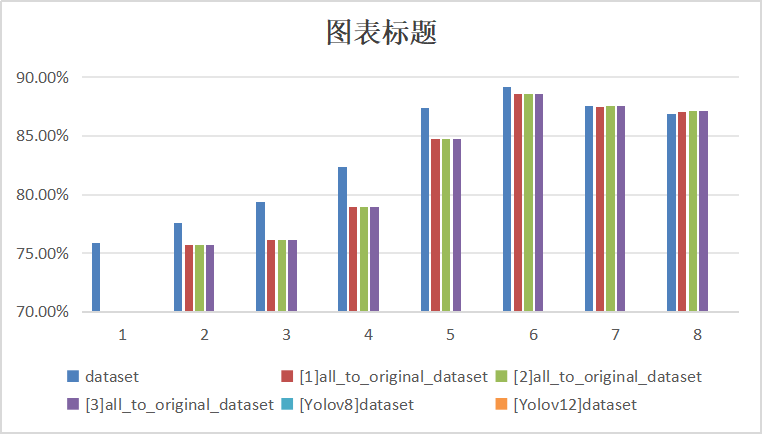 图表标题
90.00%
85.00%
80.00%
75.00%
70.00%
1 2 3 4 5 6 7 8
dataset [1]all_to_original_dataset [2]all_to_original_dataset
[3]all_to_original_dataset [Yolov8]dataset [Yolov12]dataset